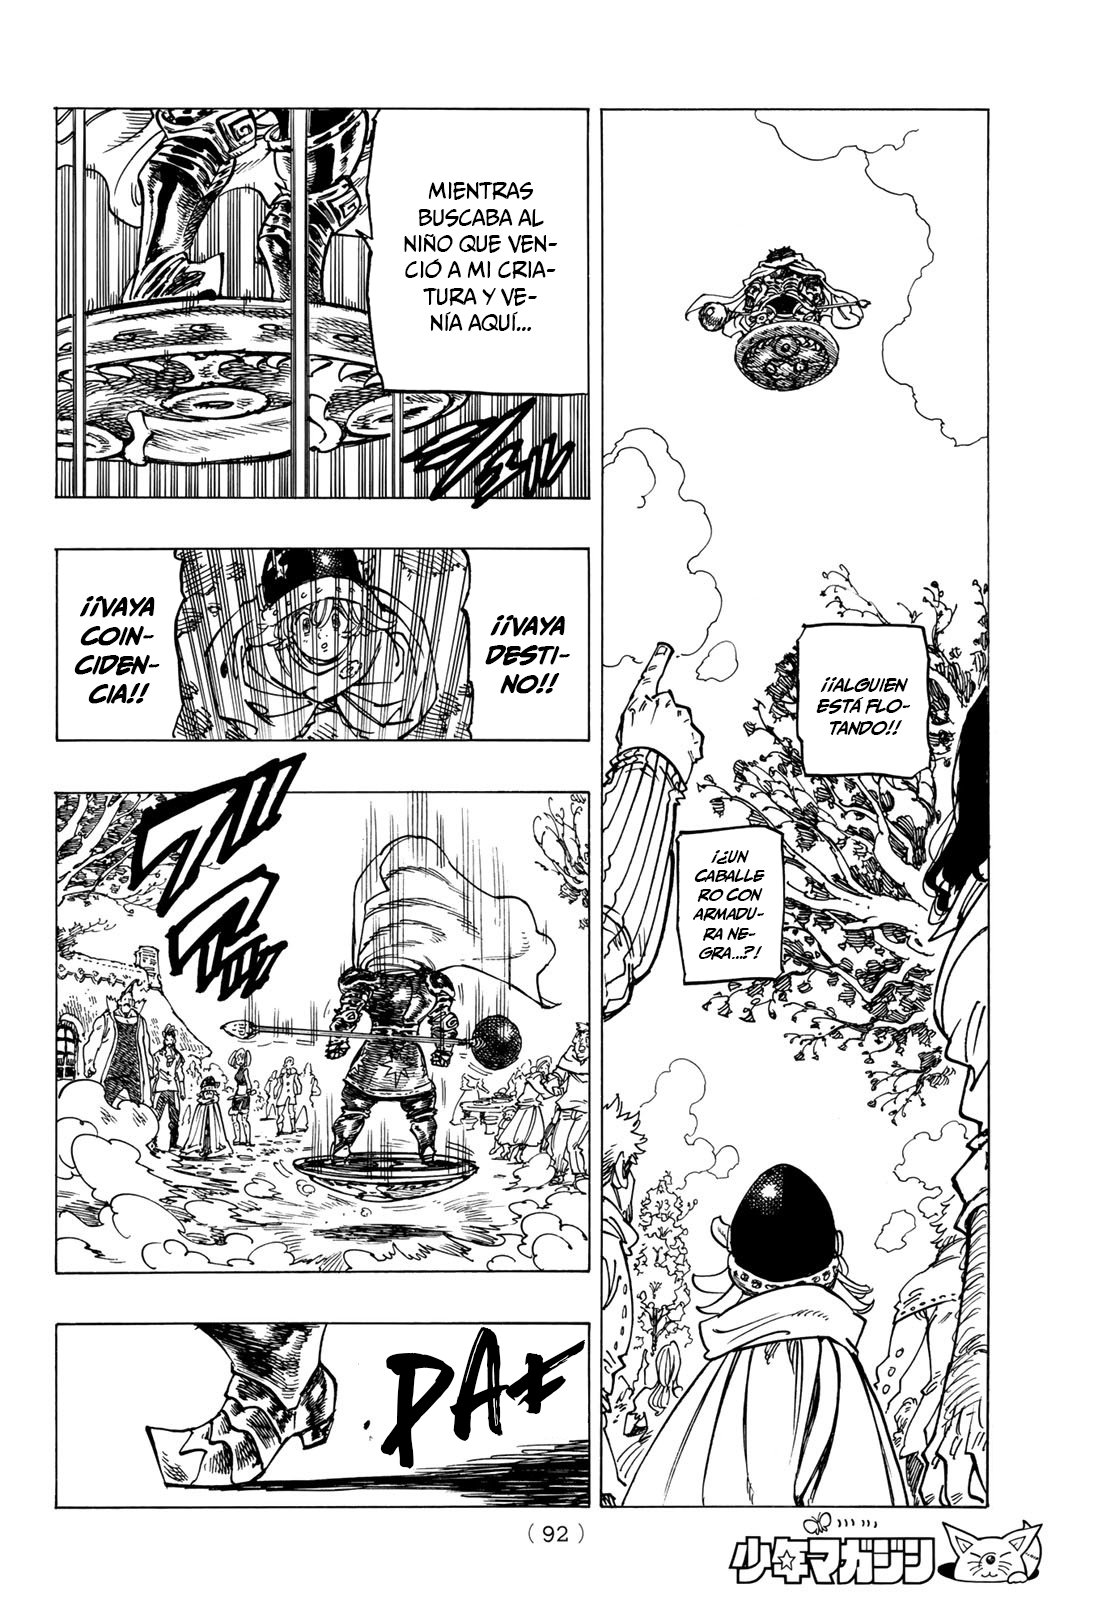 ¡¡ALGUIEN
ESTÁ FLO-
TANDO!!
¡¿UN
CABALLE
RO CON
ARMADU-
RA NE-
GRA...?!
MIENTRAS
BUSCABA AL
NIÑO QUE VEN-
CIÓ A MI CRIA-
TURA Y VE-
NÍA AQUÍ...
¡¡VAYA
DESTI-
NO!!
¡¡VAYA
COIN-
CIDEN-
CIA!!
PAF
( 92 )
少年マガジン